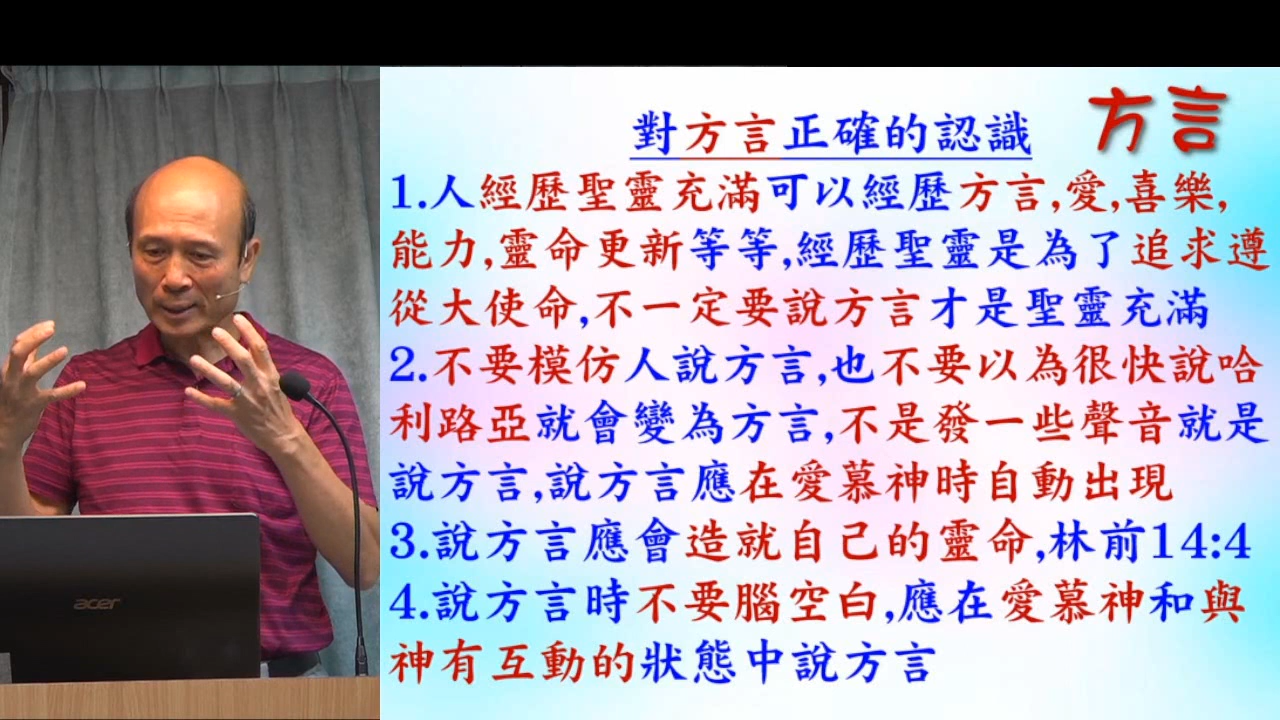 方言
對方言正確的認識
1.人經歷聖靈充滿可以經歷方言,愛,喜樂,
能力,靈命更新等等,經歷聖靈是為了追求遵
從大使命,不一定要說方言才是聖靈充滿
2.不要模仿人說方言,也不要以為很快說哈
利路亞就會變為方言,不是發一些聲音就是
說方言,說方言應在愛慕神時自動出現
3.說方言應會造就自己的靈命,林前14:4
4.說方言時不要腦空白,應在愛慕神和與
神有互動的狀態中說方言
acer